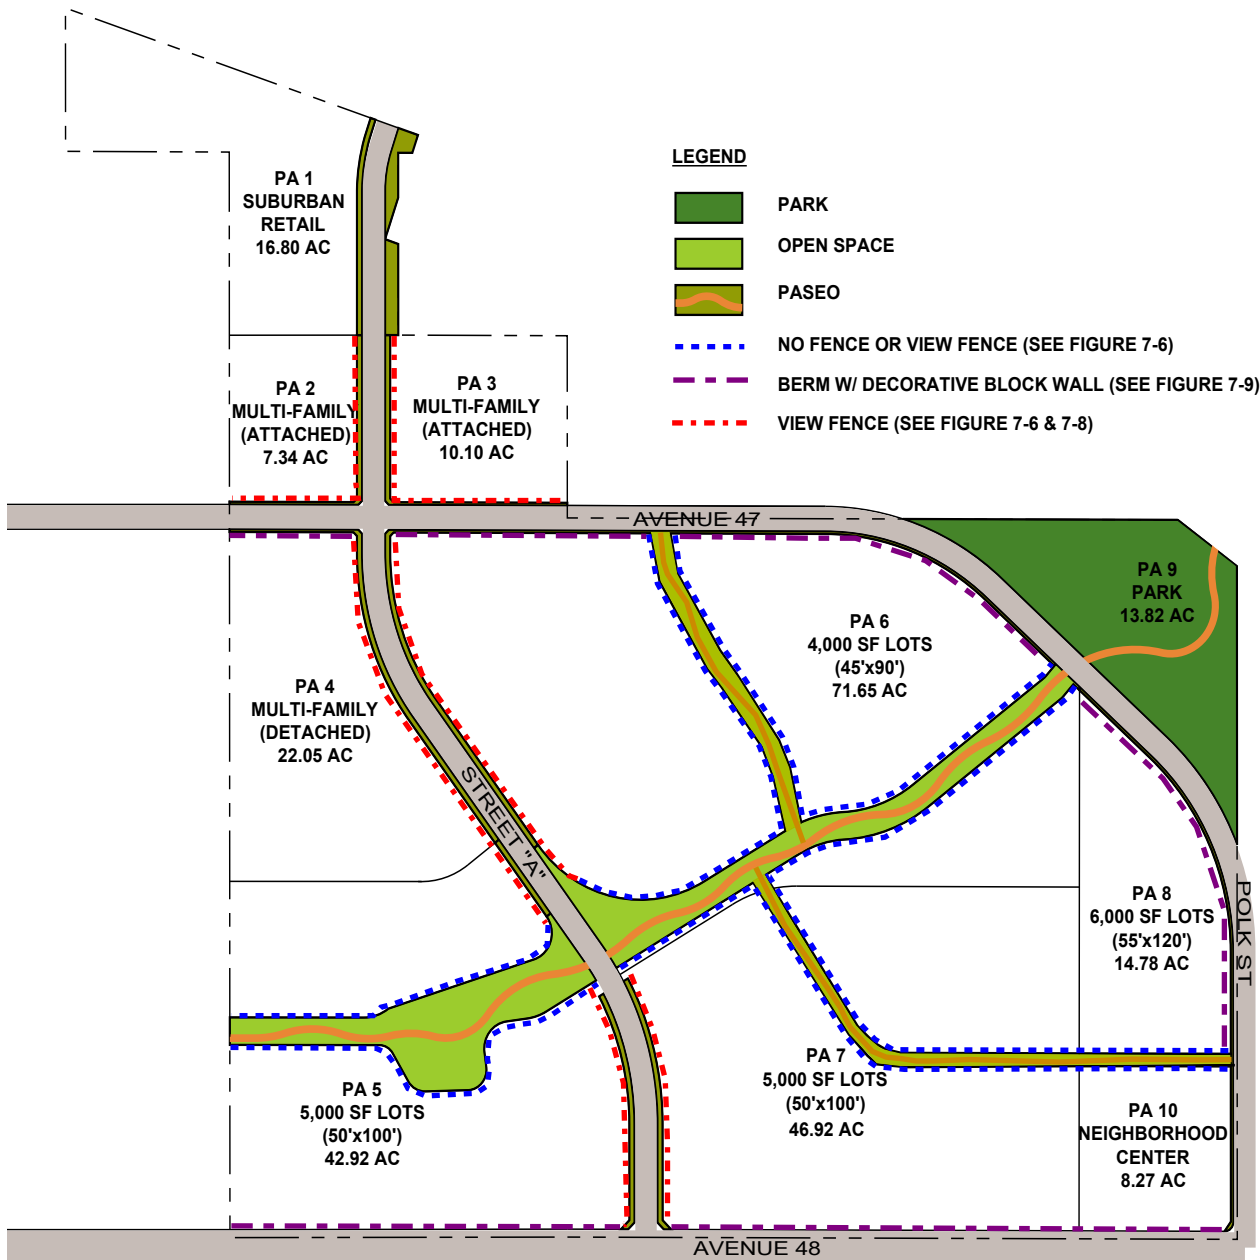 LEGEND
PARK
OPEN SPACE
PASEO
NO FENCE OR VIEW FENCE (SEE FIGURE 7-6)
BERM W/ DECORATIVE BLOCK WALL (SEE FIGURE 7-9)
VIEW FENCE (SEE FIGURE 7-6 & 7-8)
PA 1
SUBURBAN
RETAIL
16.80 AC
PA 2
MULTI-FAMILY
(ATTACHED)
7.34 AC
PA 3
MULTI-FAMILY
(ATTACHED)
10.10 AC
AVENUE 47
PA 9
PARK
13.82 AC
PA 6
4,000 SF LOTS
(45'x90')
71.65 AC
PA 4
MULTI-FAMILY
(DETACHED)
22.05 AC
STREET "A"
PA 8
6,000 SF LOTS
(55'x120')
14.78 AC
POLK ST
PA 7
5,000 SF LOTS
(50'x100')
46.92 AC
PA 5
5,000 SF LOTS
(50'x100')
42.92 AC
PA 10
NEIGHBORHOOD
CENTER
8.27 AC
AVENUE 48